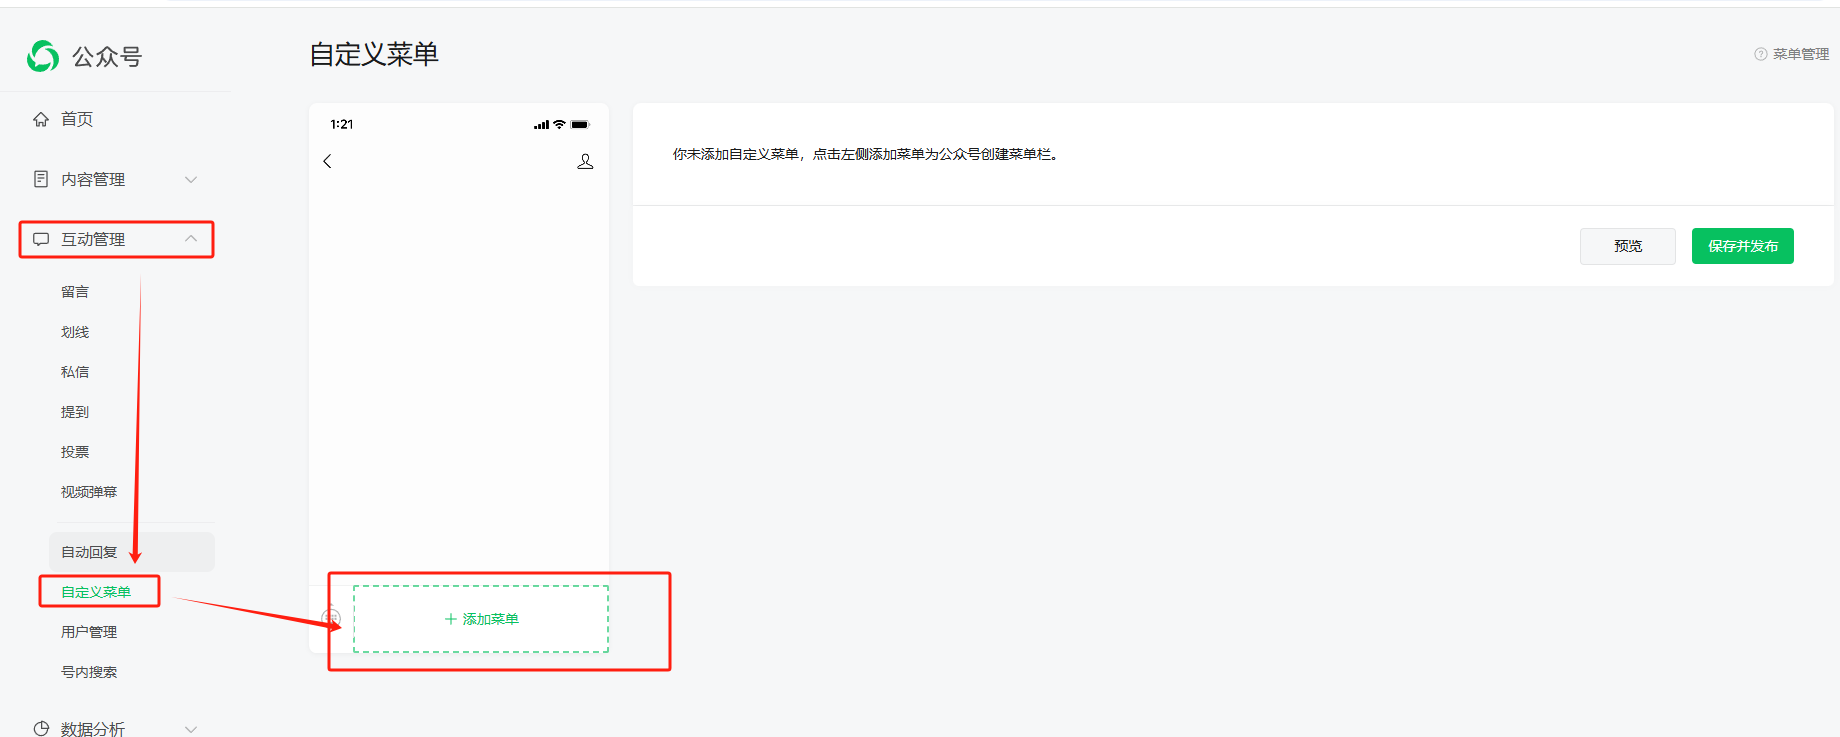 公众号
首页
内容管理
互动管理
留言
划线
私信
提到
投票
视频弹幕
自动回复
自定义菜单
用户管理
号内搜索
数据分析
自定义菜单
菜单管理
1:21
+ 添加菜单
你未添加自定义菜单，点击左侧添加菜单为公众号创建菜单栏。
预览
保存并发布